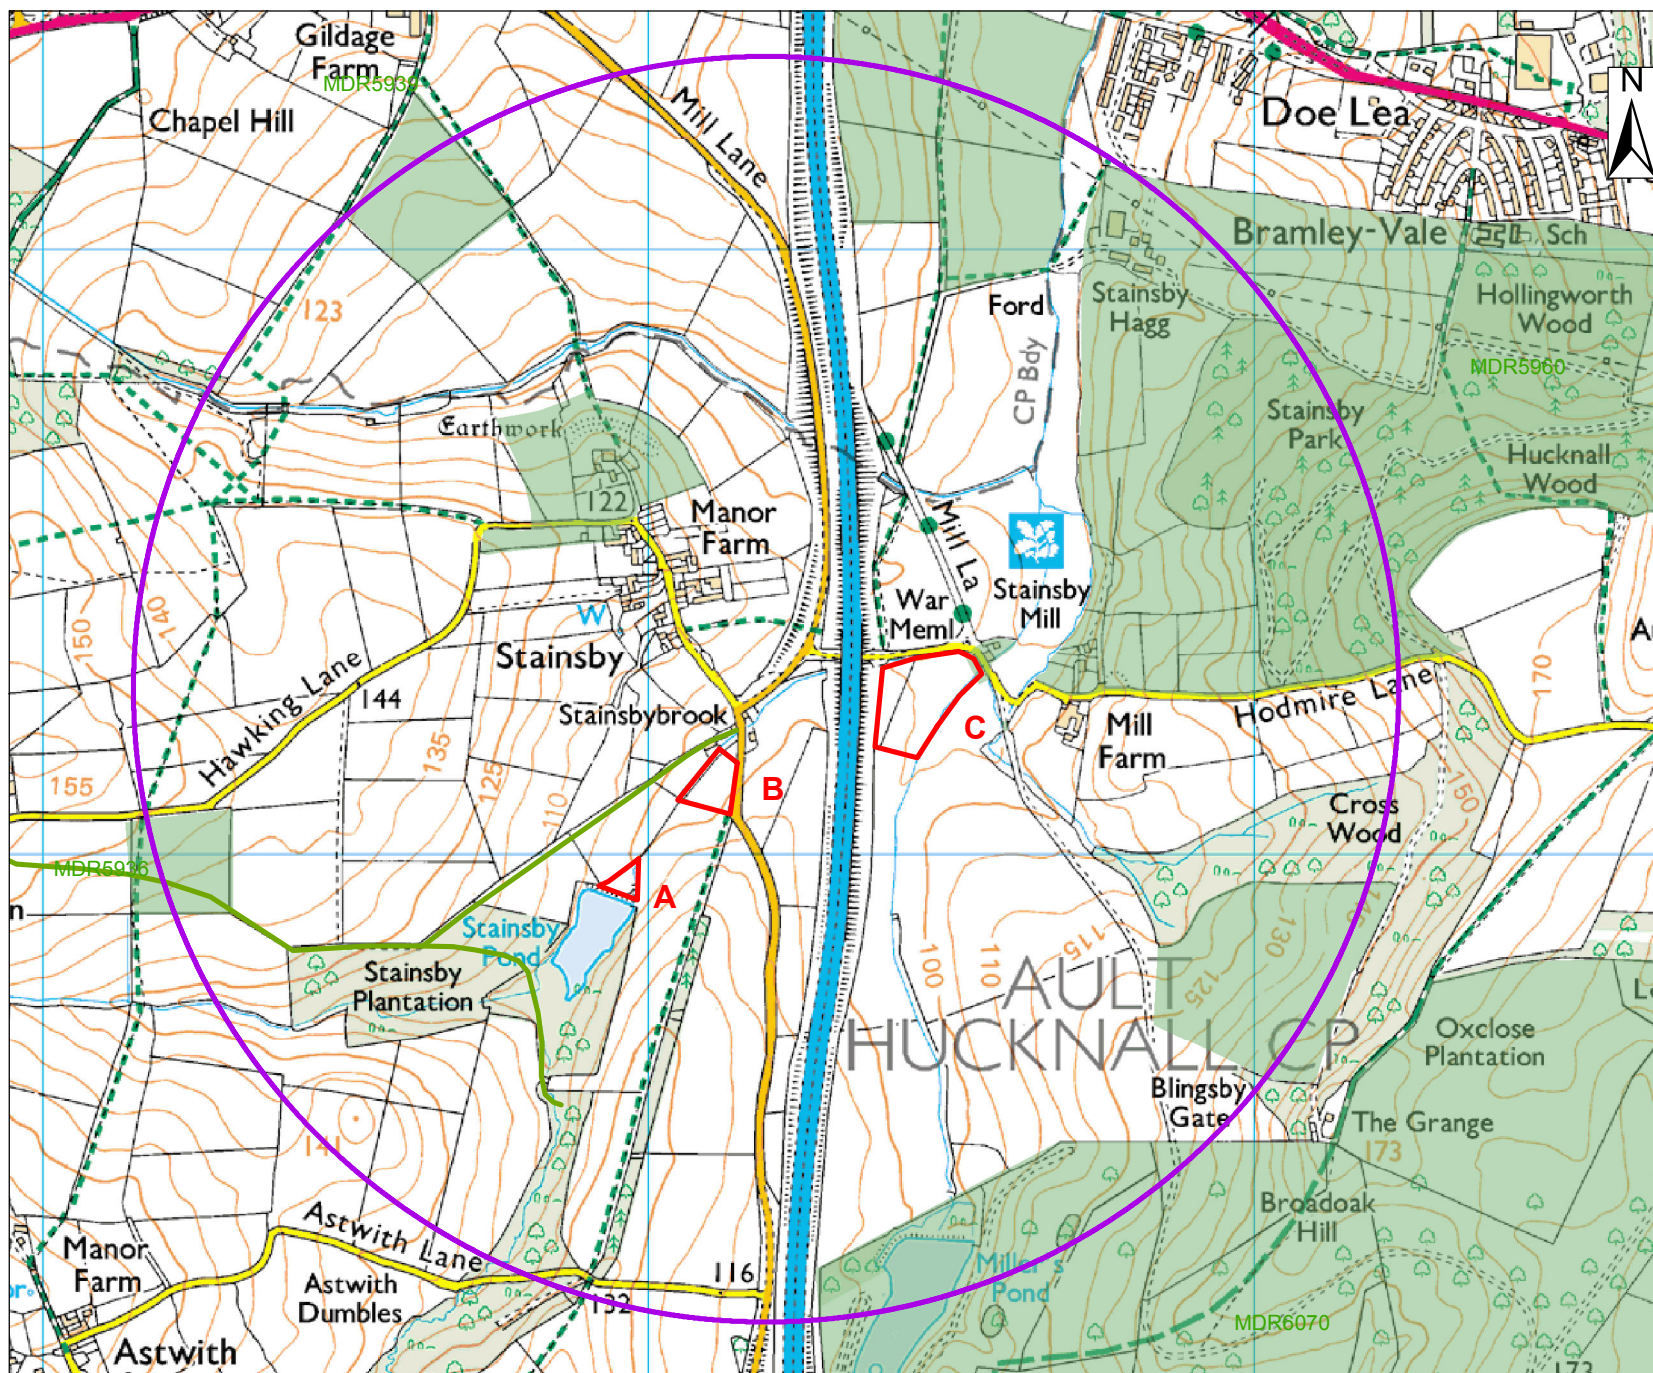 Gildage
Farm
MDR5939
Chapel Hill
Mill Lane
Doe Lea
N
Bramley-Vale
Sch
123
Ford
Stainsby
Hagg
Hollingworth
Wood
CP Bdy
MDR5960
Stainsby
Park
Earthwork
Hucknall
Wood
122
Manor
Farm
Mill La
140
150
W
War
Meml
Stainsby
Mill
Stainsby
Hawking Lane
144
Stainsbybrook
170
Hodmire Lane
C
Mill
Farm
135
125
110
155
B
150
Cross
Wood
MDR5936
n
A
Stainsby
Pond
Stainsby
Plantation
100
110
115
125
130
AULT
HUCKNALL CP
Oxclose
Plantation
Blingsby
Gate
The Grange
173
141
Broadoak
Hill
Astwith Lane
Manor
Farm
116
Miller's
Pond
Astwith
Dumbles
132
MDR6070
Astwith
173